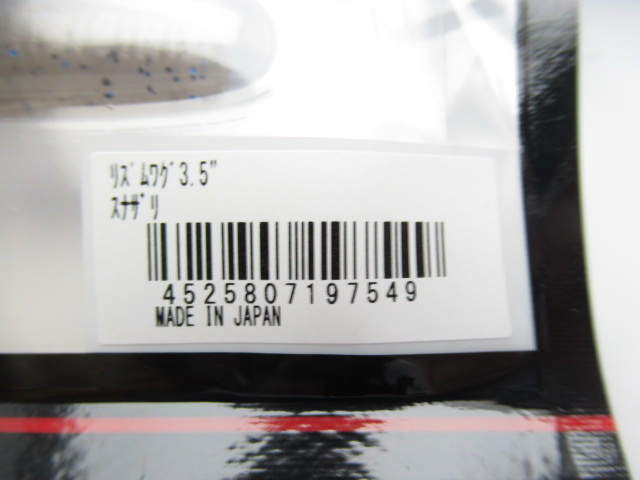 ﾘｽﾞﾑﾜｸﾞ3.5"
ｽﾅｻﾞﾘ
4525807197549
MADE IN JAPAN